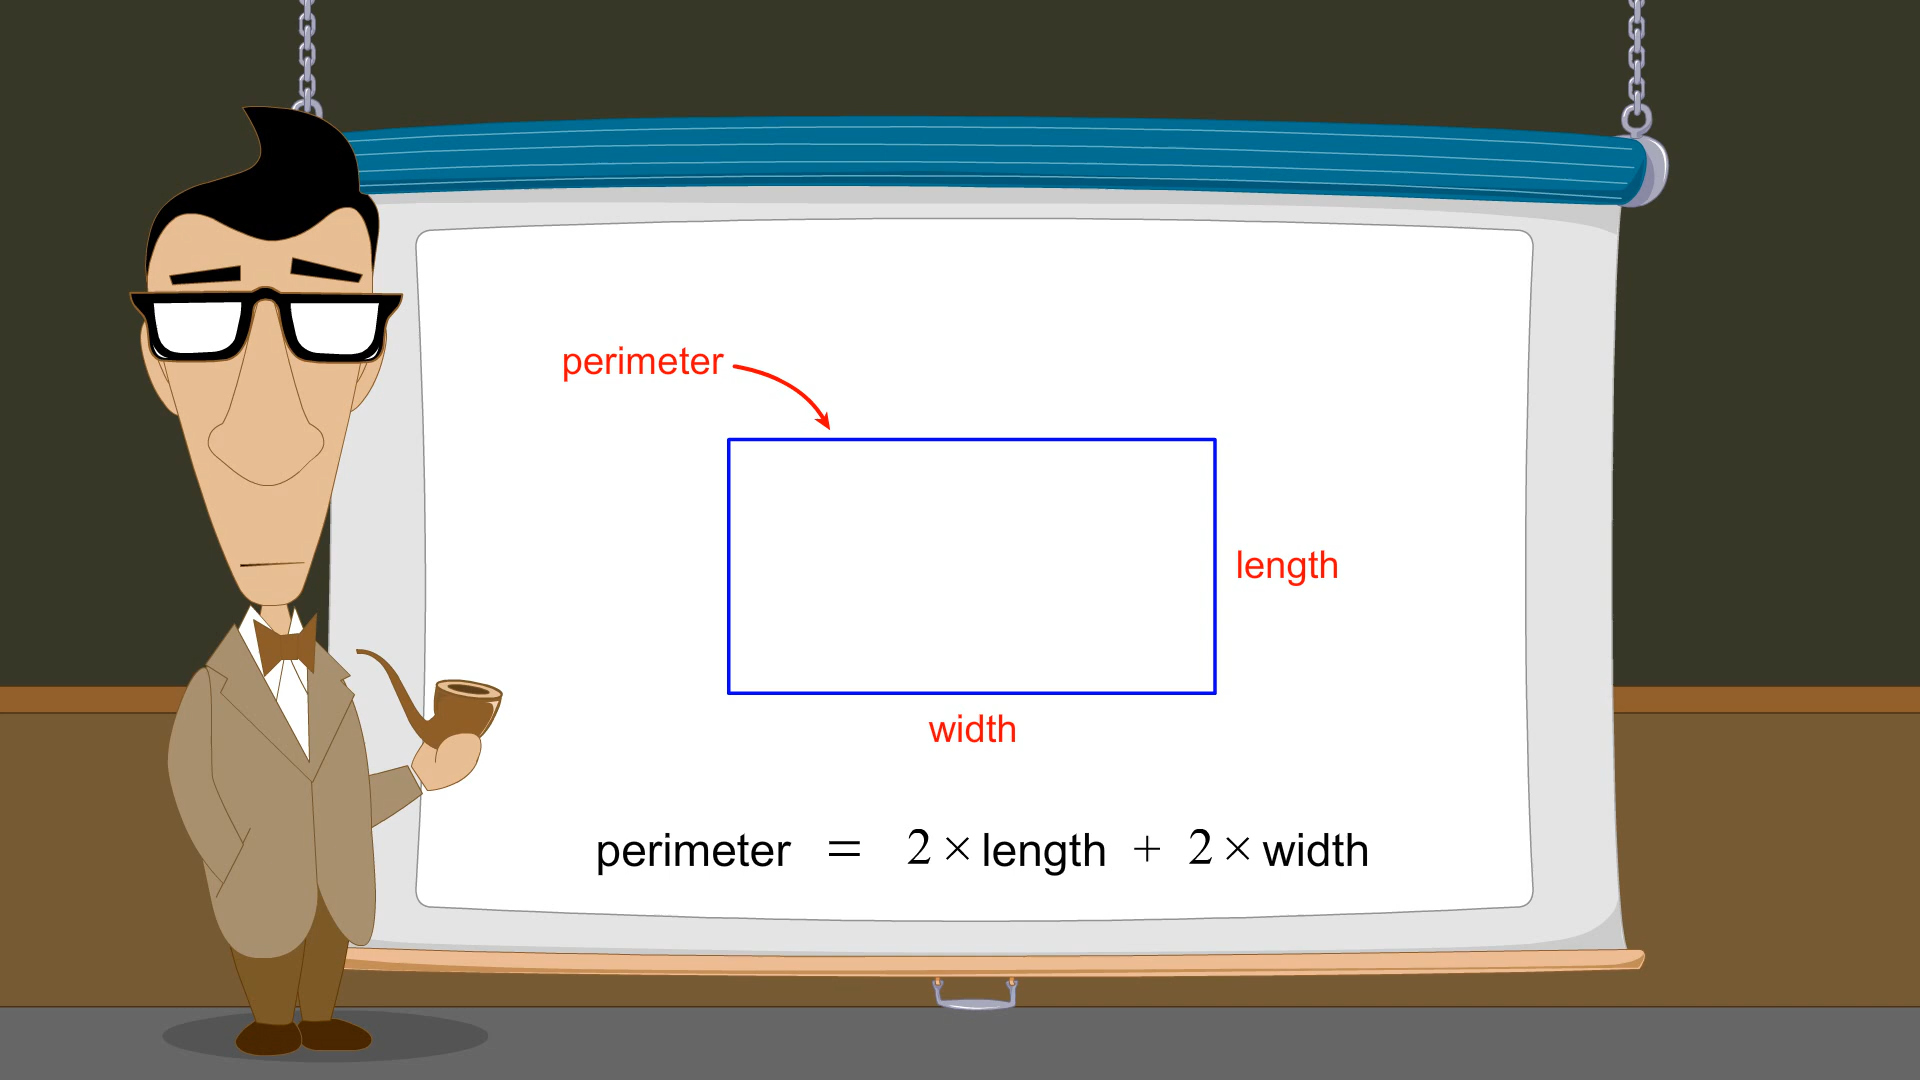 perimeter
length
width
perimeter = 2 × length + 2 × width